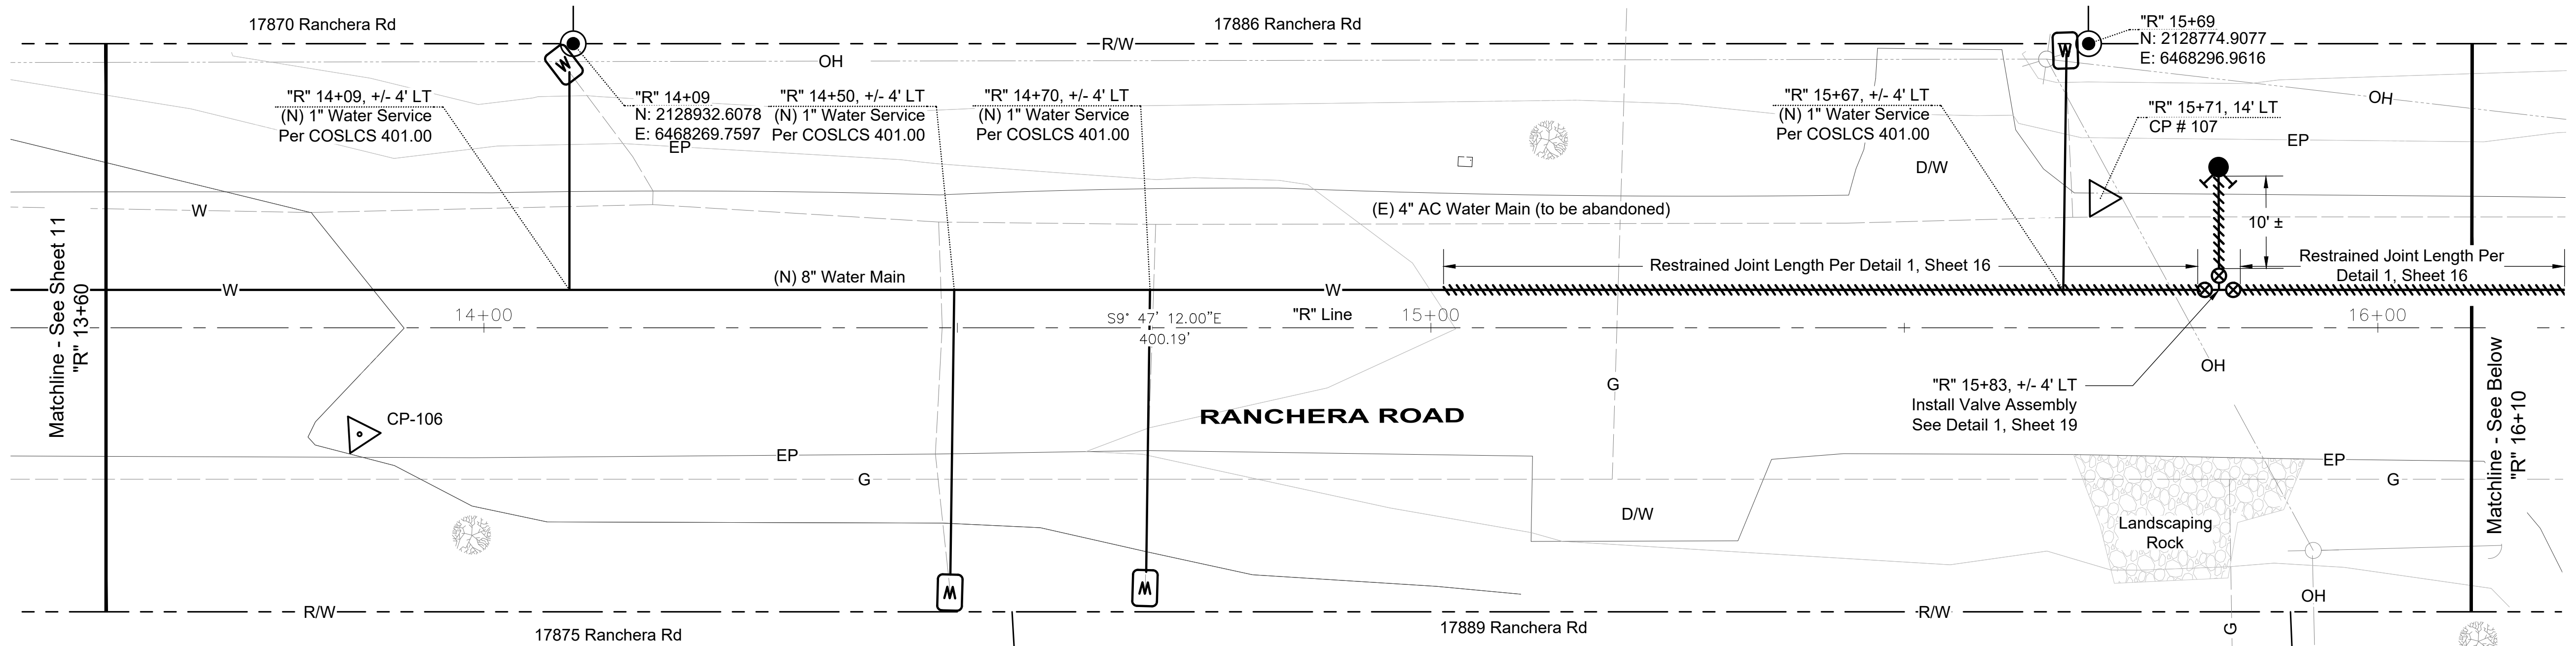 17870 Ranchera Rd
17886 Ranchera Rd
R/W
OH
"R" 15+69
N: 2128774.9077
E: 6468296.9616
W
W
"R" 14+09, +/- 4' LT
(N) 1" Water Service
Per COSLCS 401.00
"R" 14+09
N: 2128932.6078
E: 6468269.7597
EP
"R" 14+50, +/- 4' LT
(N) 1" Water Service
Per COSLCS 401.00
"R" 14+70, +/- 4' LT
(N) 1" Water Service
Per COSLCS 401.00
"R" 15+67, +/- 4' LT
(N) 1" Water Service
Per COSLCS 401.00
OH
"R" 15+71, 14' LT
CP # 107
EP
D/W
W
(E) 4" AC Water Main (to be abandoned)
10' ±
Matchline - See Sheet 11
"R" 13+60
(N) 8" Water Main
Restrained Joint Length Per Detail 1, Sheet 16
Restrained Joint Length Per
Detail 1, Sheet 16
W
W
14+00
S9° 47' 12.00"E
400.19'
"R" Line
15+00
16+00
OH
G
"R" 15+83, +/- 4' LT
Install Valve Assembly
See Detail 1, Sheet 19
Matchline - See Below
"R" 16+10
CP-106
RANCHERA ROAD
EP
EP
G
G
D/W
Landscaping
Rock
W
W
OH
R/W
R/W
G
17875 Ranchera Rd
17889 Ranchera Rd